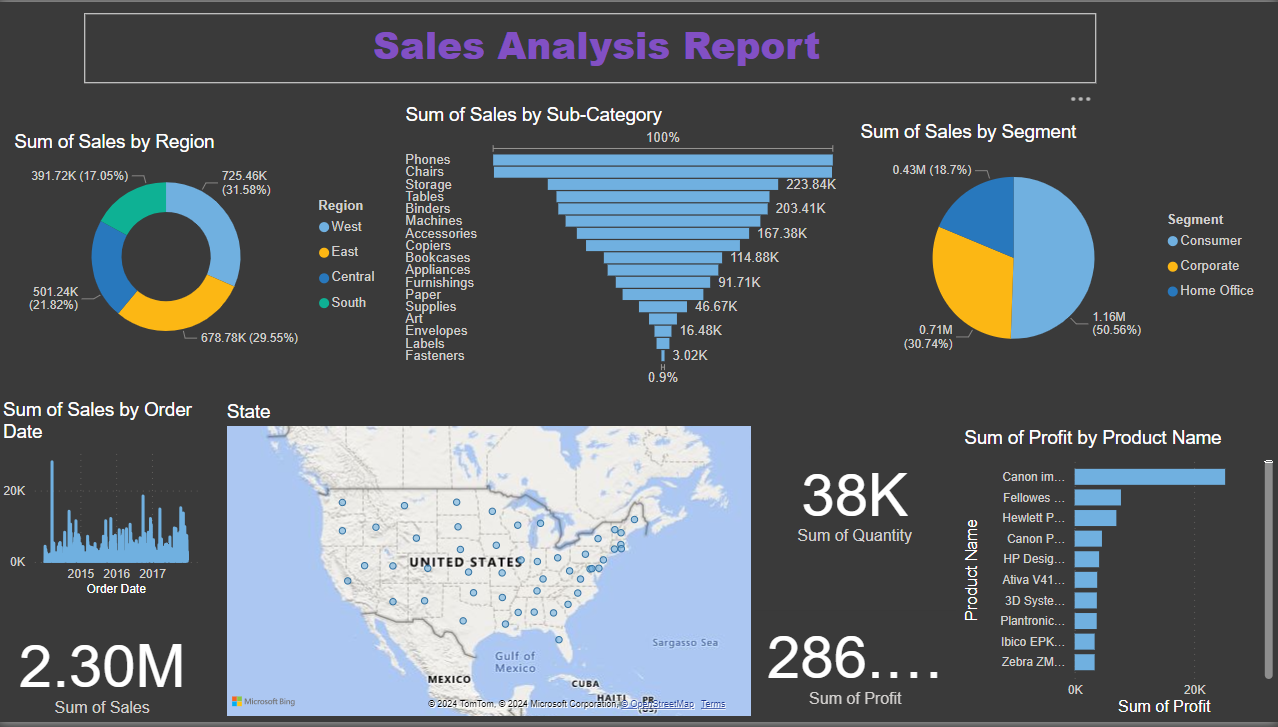 Sales Analysis Report
Sum of Sales by Region
391.72K (17.05%)
725.46K
(31.58%)
501.24K
(21.82%)
678.78K (29.55%)
Region
West
East
Central
South
Sum of Sales by Sub-Category
100%
Phones
Chairs
Storage
223.84K
Tables
Binders
203.41K
Machines
Accessories
167.38K
Copiers
Bookcases
114.88K
Appliances
Furnishings
91.71K
Paper
Supplies
46.67K
Art
Envelopes
16.48K
Labels
Fasteners
3.02K
0.9%
Sum of Sales by Segment
0.43M (18.7%)
0.71M
(30.74%)
1.16M
(50.56%)
Segment
Consumer
Corporate
Home Office
Sum of Sales by Order
Date
20K
0K
2015 2016 2017
Order Date
2.30M
Sum of Sales
State
UNITED STATES
Sargasso Sea
Gulf of
Mexico
MEXICO
CUBA
HAITI
PR-
(US)
Microsoft Bing
© 2024 TomTom, © 2024 Microsoft Corporation, © OpenStreetMap Terms
38K
Sum of Quantity
286....
Sum of Profit
Sum of Profit by Product Name
Product Name
Canon im...
Fellowes ...
Hewlett P...
Canon P...
HP Desig...
Ativa V41...
3D Syste...
Plantronic...
Ibico EPK...
Zebra ZM...
0K 20K
Sum of Profit